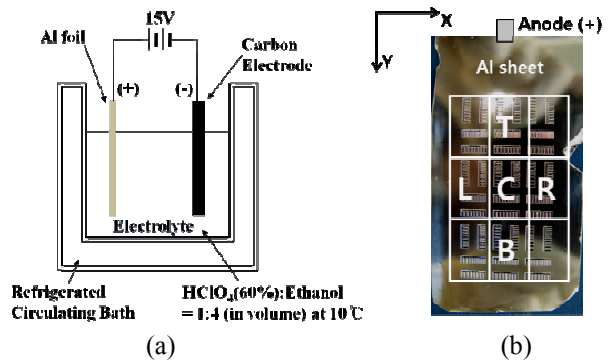 15V
Al foil
Carbon
Electrode
(+)
(-)
Electrolyte
Refrigerated
Circulating Bath
HClO4(60%):Ethanol
= 1:4 (in volume) at 10℃
(a)
X
Y
Anode (+)
Al sheet
T
L C R
B
(b)